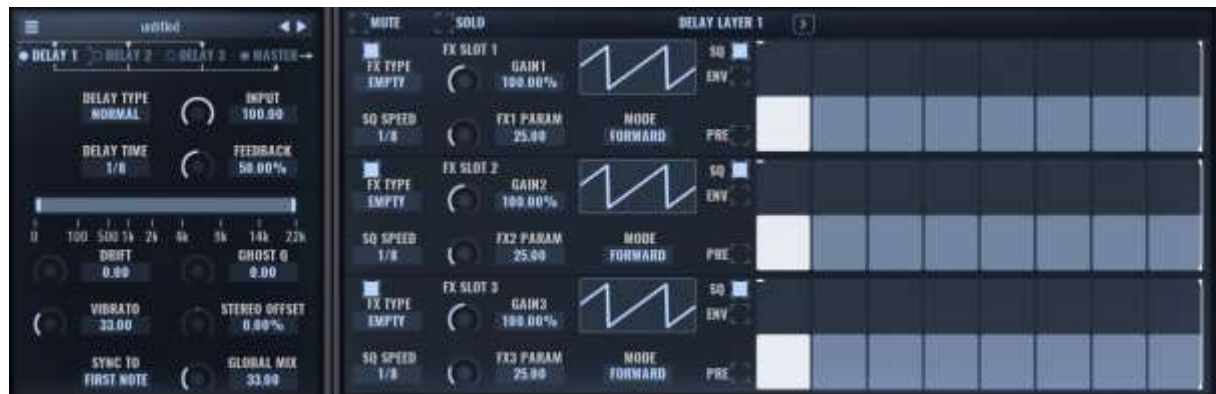 untitled
DELAY 1 DELAY 2 DELAY 3 MASTER
DELAY TYPE INPUT
NORMAL 100.00
DELAY TIME FEEDBACK
1/8 50.00%
0 100 500 1k 2k 6k 9k 14k 22k
DRIFT GHOST Q
0.00 0.00
VIBRATO STEREO OFFSET
33.00 0.00%
SYNC TO GLOBAL MIX
FIRST NOTE 33.00
MUTE SOLO DELAY LAYER 1
FX SLOT 1 SQ
FX TYPE GAIN1 ENV
EMPTY 100.00%
SQ SPEED FX1 PARAM MODE
1/8 25.00 FORWARD PRE
FX SLOT 2 SQ
FX TYPE GAIN2 ENV
EMPTY 100.00%
SQ SPEED FX2 PARAM MODE
1/8 25.00 FORWARD PRE
FX SLOT 3 SQ
FX TYPE GAIN3 ENV
EMPTY 100.00%
SQ SPEED FX3 PARAM MODE
1/8 25.00 FORWARD PRE